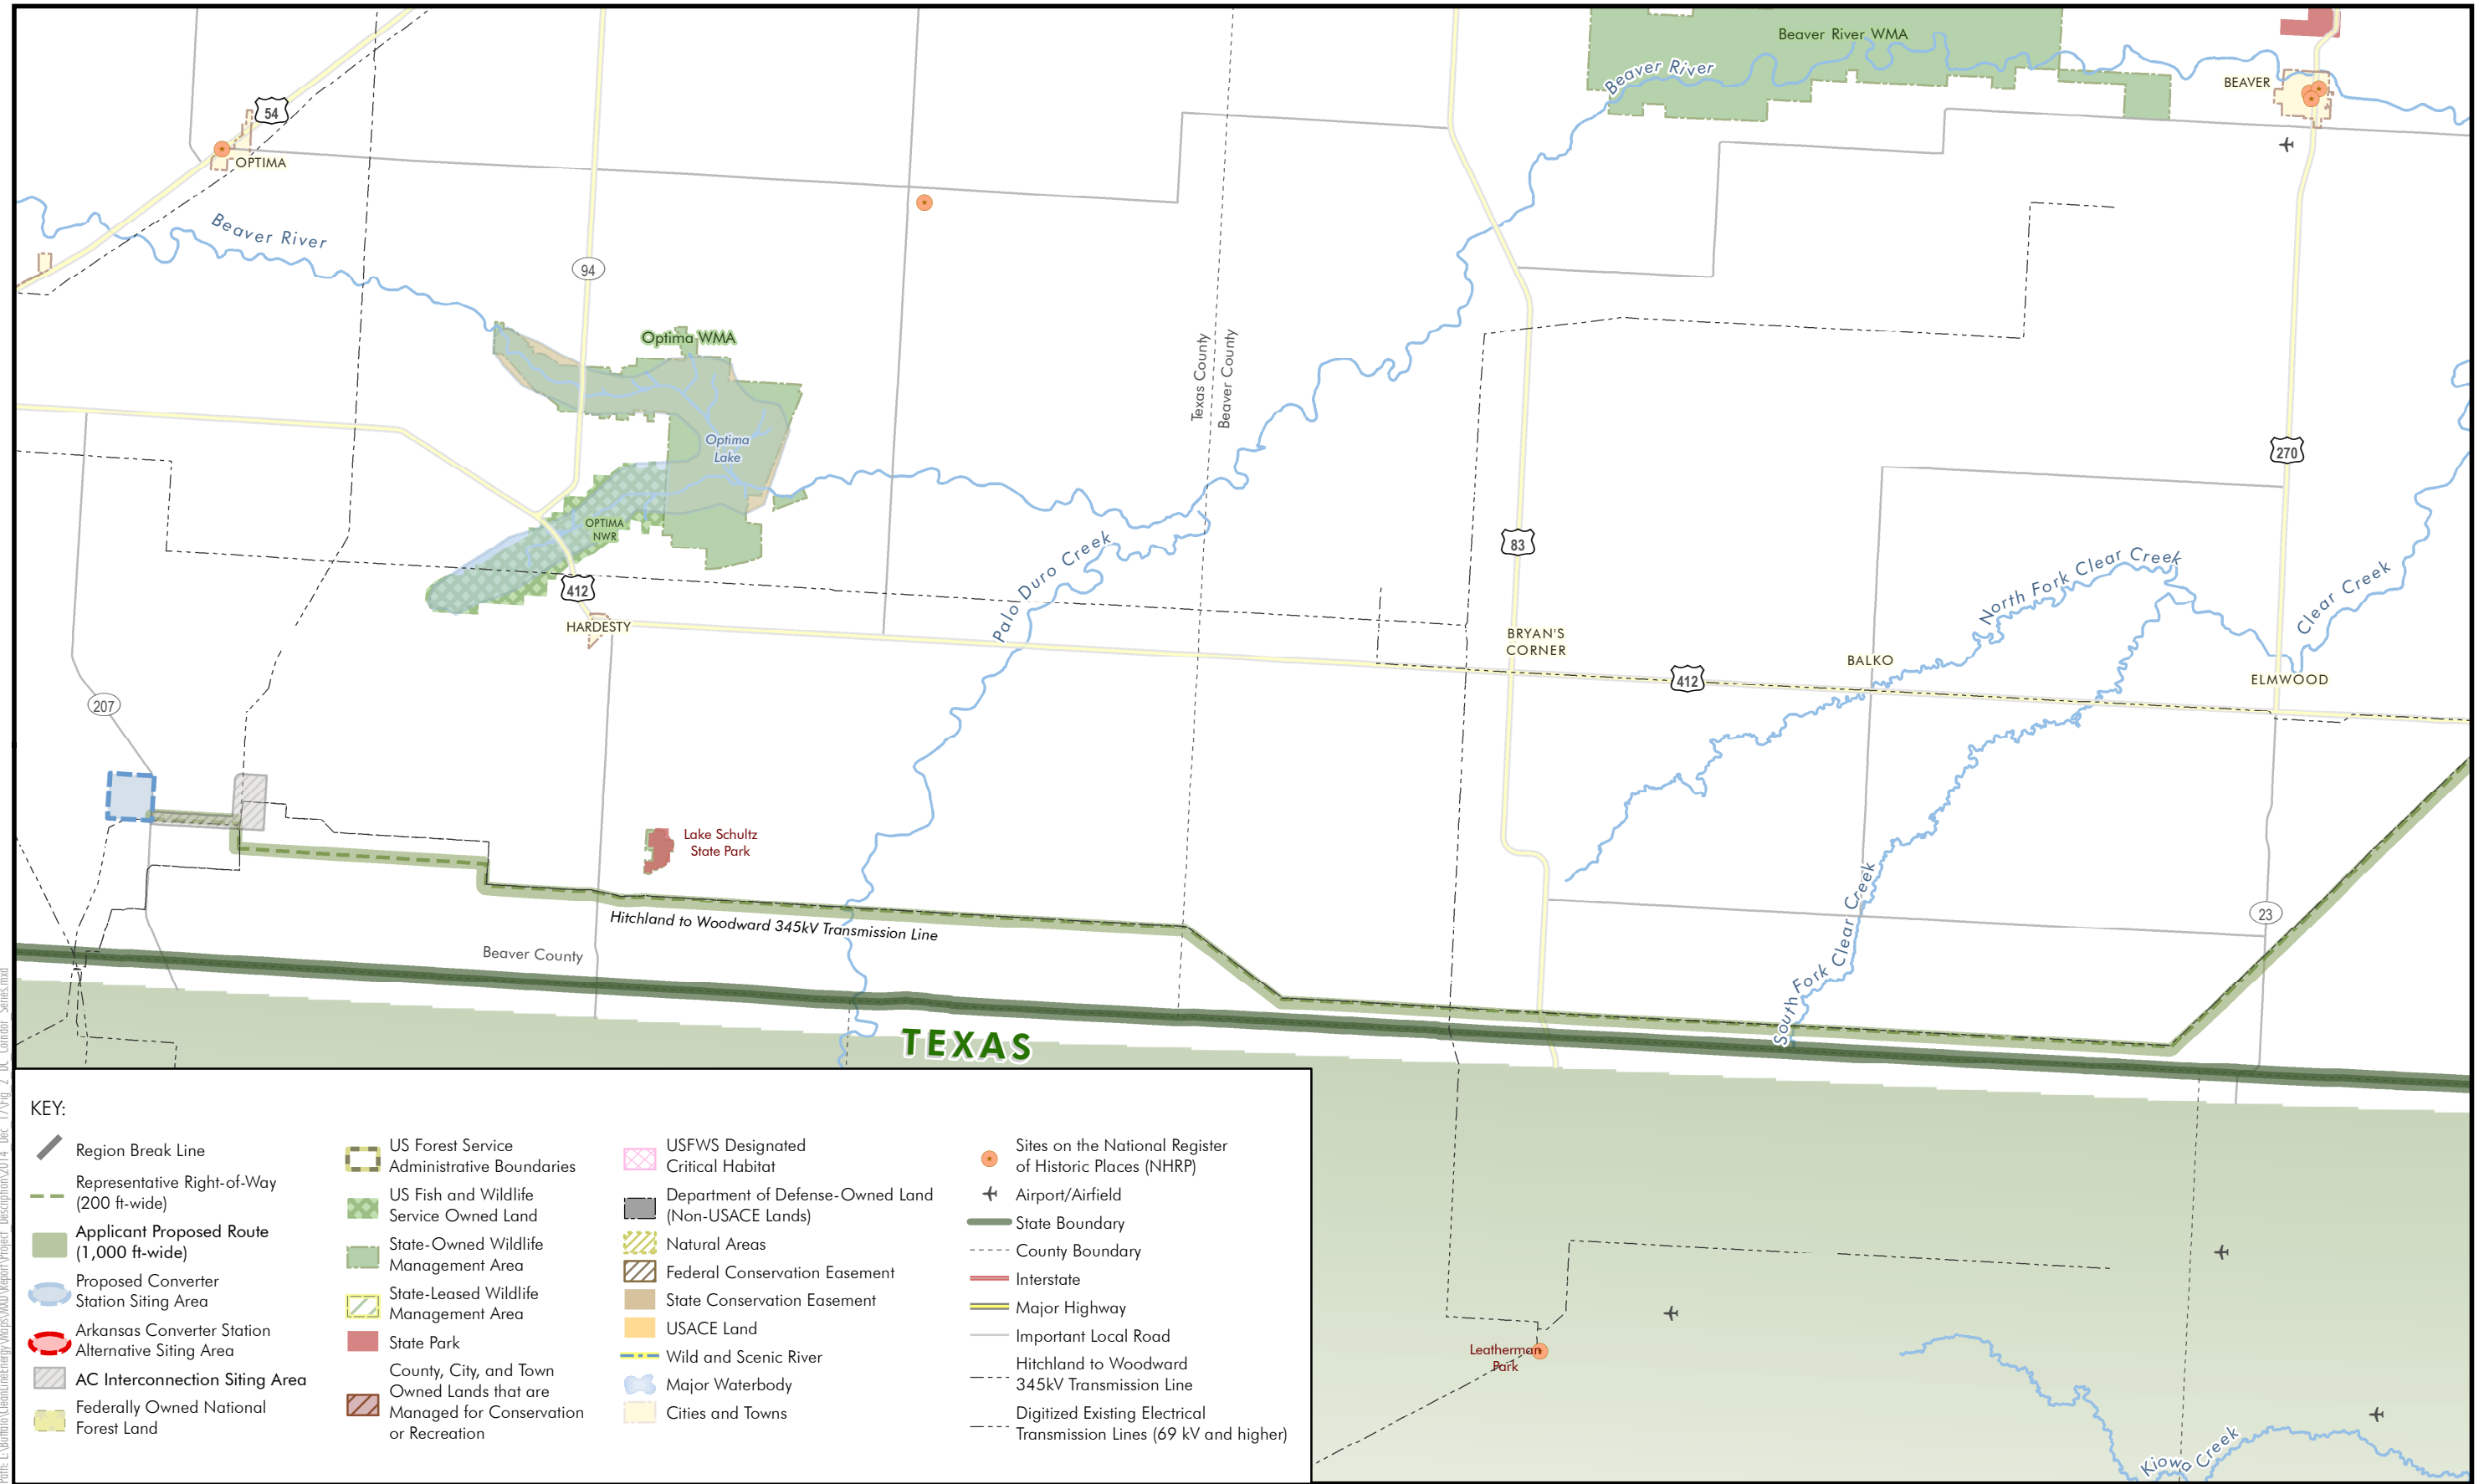 Beaver River WMA
Beaver River
BEAVER
54
OPTIMA
Beaver River
94
Optima WMA
Texas County
Beaver County
Optima
Lake
270
OPTIMA
NWR
83
Palo Duro Creek
North Fork Clear Creek
Clear Creek
412
HARDESTY
BRYAN'S
CORNER
BALKO
412
ELMWOOD
207
Lake Schultz
State Park
South Fork Clear Creek
23
Hitchland to Woodward 345kV Transmission Line
Beaver County
TEXAS
KEY:
Region Break Line
Representative Right-of-Way
(200 ft-wide)
Applicant Proposed Route
(1,000 ft-wide)
Proposed Converter
Station Siting Area
Arkansas Converter Station
Alternative Siting Area
AC Interconnection Siting Area
Federally Owned National
Forest Land
US Forest Service
Administrative Boundaries
US Fish and Wildlife
Service Owned Land
State-Owned Wildlife
Management Area
State-Leased Wildlife
Management Area
State Park
County, City, and Town
Owned Lands that are
Managed for Conservation
or Recreation
USFWS Designated
Critical Habitat
Department of Defense-Owned Land
(Non-USACE Lands)
Natural Areas
Federal Conservation Easement
State Conservation Easement
USACE Land
Wild and Scenic River
Major Waterbody
Cities and Towns
Sites on the National Register
of Historic Places (NHRP)
Airport/Airfield
State Boundary
County Boundary
Interstate
Major Highway
Important Local Road
Hitchland to Woodward
345kV Transmission Line
Digitized Existing Electrical
Transmission Lines (69 kV and higher)
Leatherman
Park
Kiowa Creek